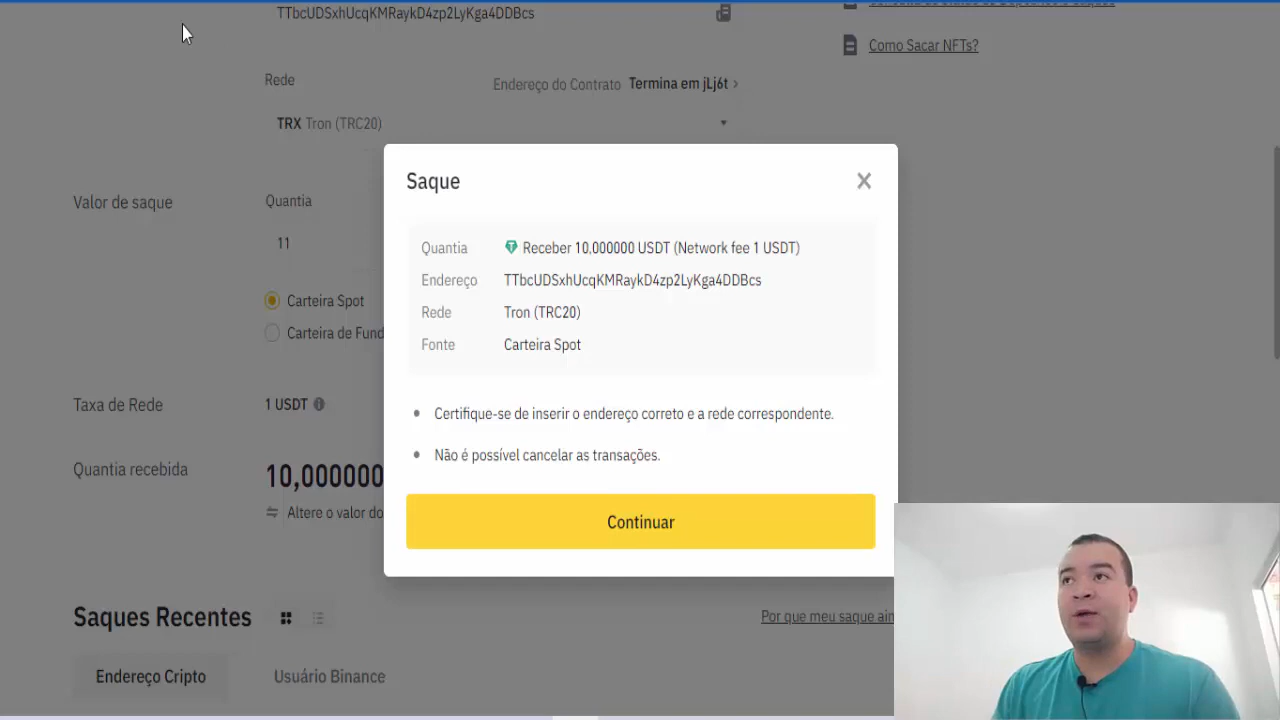 TTbcUDSxhUcqKMRaykD4zp2LyKga4DDBcs
Como Sacar NFTs?
Rede
Endereço do Contrato Termina em jLj6t
TRX Tron (TRC20)
Valor de saque
Quantia
11
Carteira Spot
Carteira de Fund
Taxa de Rede
1 USDT
Quantia recebida
10,000000
Altere o valor do
Saques Recentes
Por que meu saque ain
Endereço Cripto
Usuário Binance
Saque
Quantia
Receber 10,000000 USDT (Network fee 1 USDT)
Endereço
TTbcUDSxhUcqKMRaykD4zp2LyKga4DDBcs
Rede
Tron (TRC20)
Fonte
Carteira Spot
Certifique-se de inserir o endereço correto e a rede correspondente.
Não é possível cancelar as transações.
Continuar